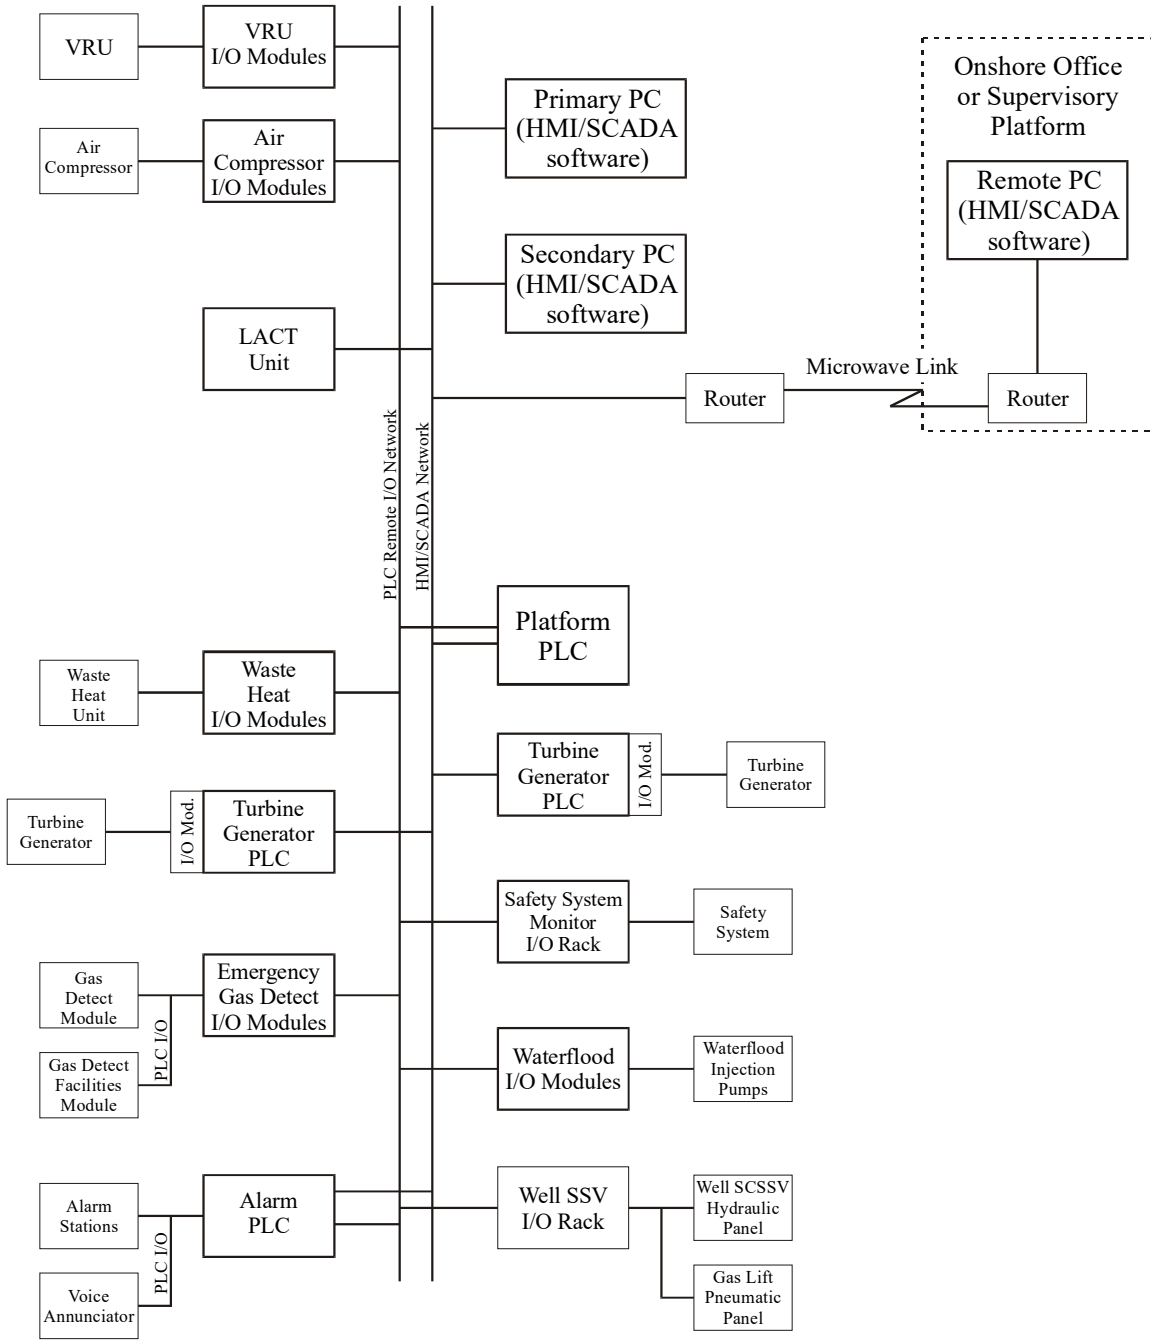 VRU
VRU
I/O Modules
Air
Compressor
Air
Compressor
I/O Modules
Primary PC
(HMI/SCADA
software)
Secondary PC
(HMI/SCADA
software)
Onshore Office
or Supervisory
Platform
Remote PC
(HMI/SCADA
software)
LACT
Unit
Microwave Link
Router
Router
PLC Remote I/O Network
HMI/SCADA Network
Platform
PLC
Waste
Heat
Unit
Waste
Heat
I/O Modules
Turbine
Generator
PLC
I/O Mod.
Turbine
Generator
Turbine
Generator
I/O Mod.
Turbine
Generator
PLC
Safety System
Monitor
I/O Rack
Safety
System
Gas
Detect
Module
Emergency
Gas Detect
I/O Modules
PLC I/O
Gas Detect
Facilities
Module
Waterflood
I/O Modules
Waterflood
Injection
Pumps
Alarm
Stations
Alarm
PLC
PLC I/O
Voice
Annunciator
Well SSV
I/O Rack
Well SCSSV
Hydraulic
Panel
Gas Lift
Pneumatic
Panel